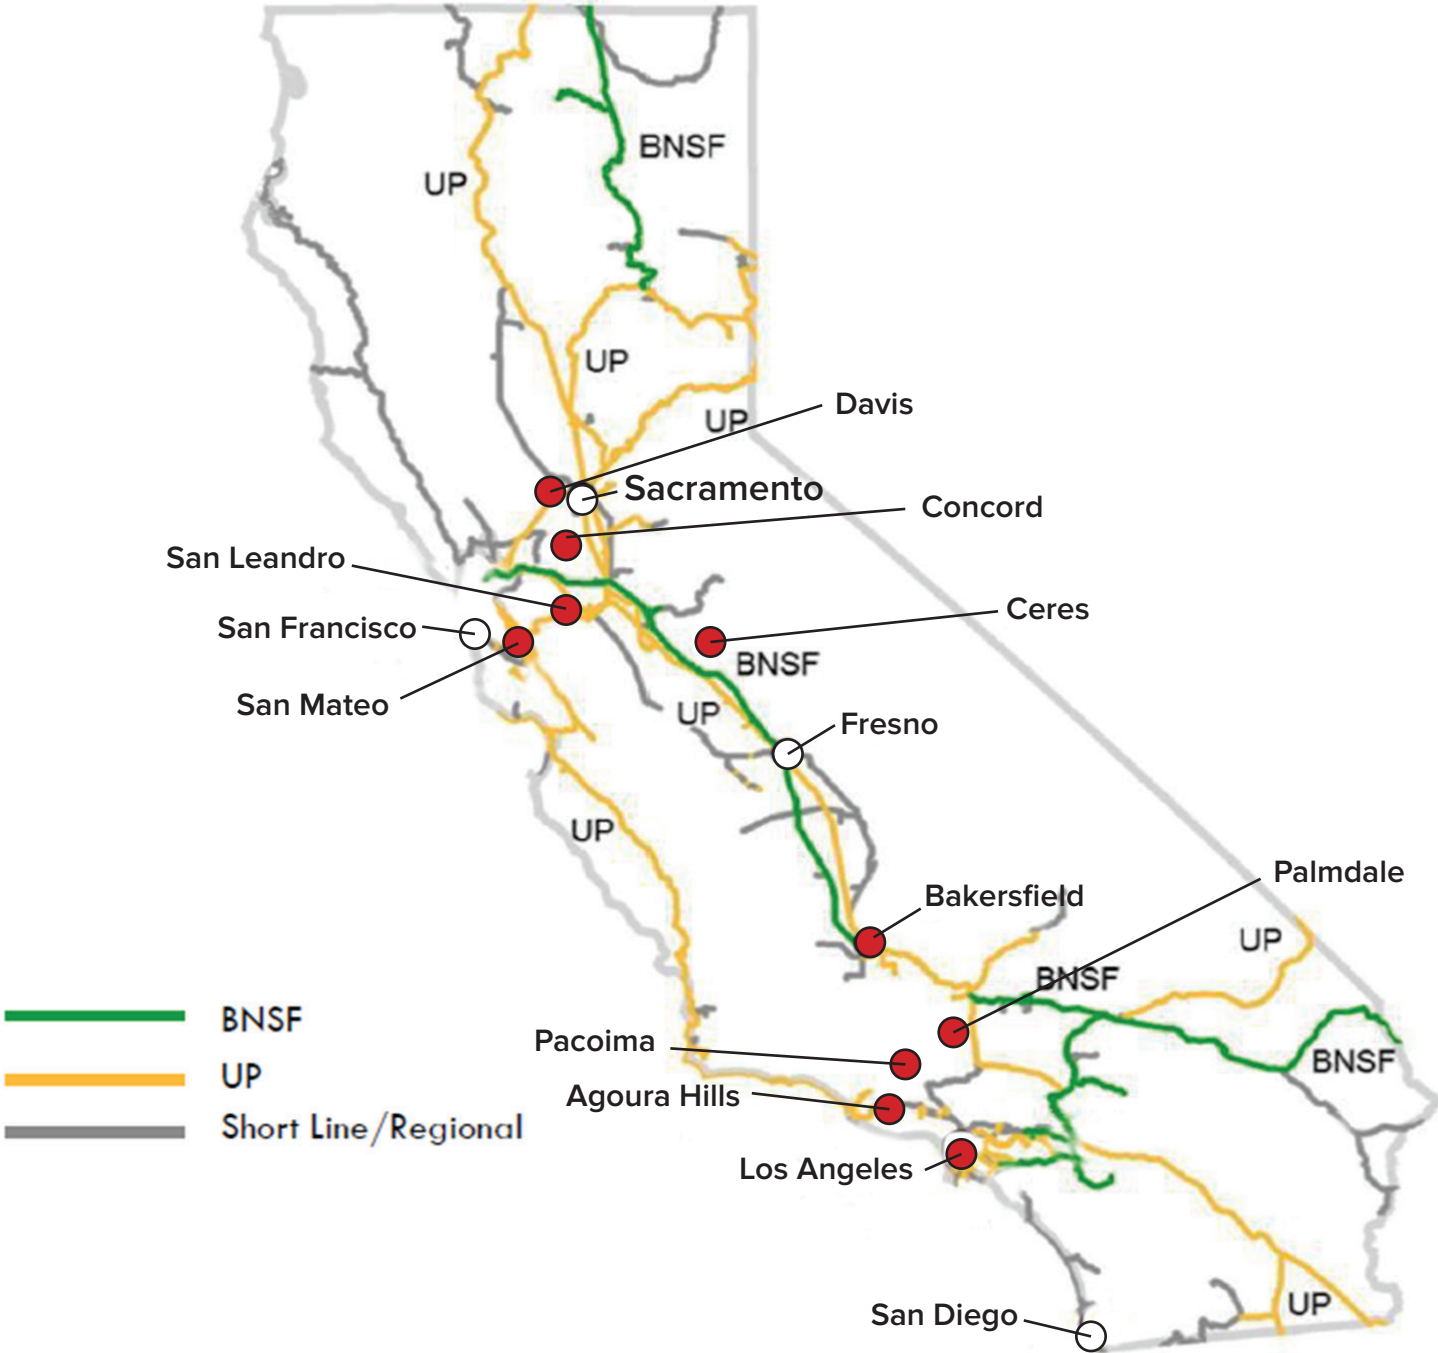 BNSF
UP
UP
Davis
UP
Sacramento
Concord
San Leandro
Ceres
San Francisco
BNSF
San Mateo
UP
Fresno
UP
Palmdale
Bakersfield
UP
BNSF
BNSF
UP
Short Line/Regional
Pacoima
BNSF
Agoura Hills
Los Angeles
UP
San Diego